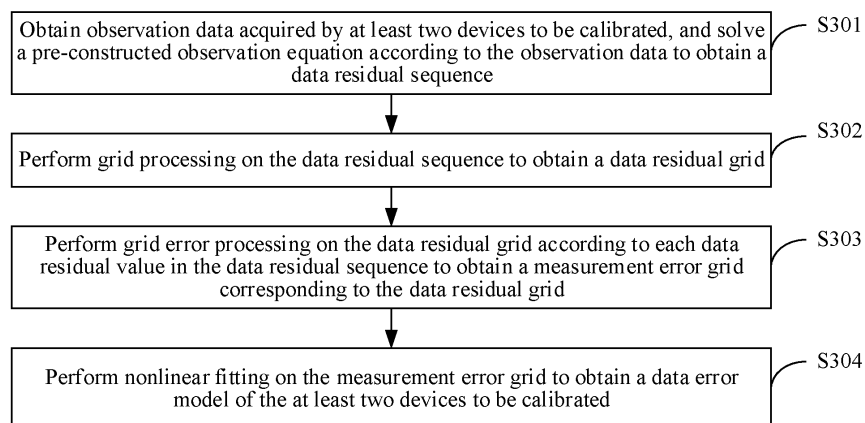 Obtain observation data acquired by at least two devices to be calibrated, and solve
a pre-constructed observation equation according to the observation data to obtain a
data residual sequence
S301
Perform grid processing on the data residual sequence to obtain a data residual grid
S302
Perform grid error processing on the data residual grid according to each data
residual value in the data residual sequence to obtain a measurement error grid
corresponding to the data residual grid
S303
Perform nonlinear fitting on the measurement error grid to obtain a data error
model of the at least two devices to be calibrated
S304